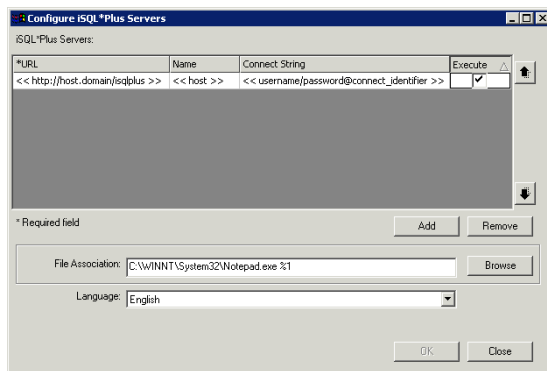 Configure iSQL*Plus Servers
iSQL*Plus Servers:
*URL Name Connect String Execute
<< http://host.domain/isqlplus >> << host >> << username/password@connect_identifier >>
* Required field
Add Remove
File Association: C:\WINNT\System32\Notepad.exe %1 Browse
Language: English
OK Close